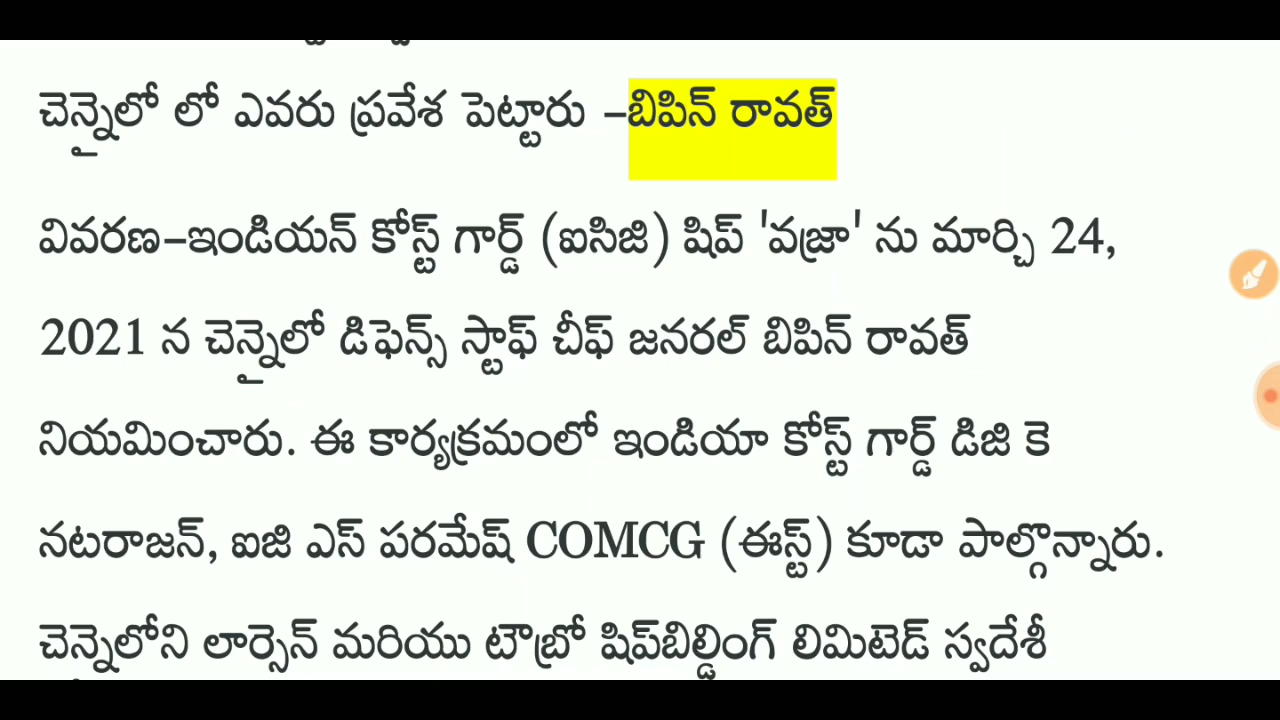 చెన్నైలో లో ఎవరు ప్రవేశ పెట్టారు –బిపిన్ రావత్
వివరణ–ఇండియన్ కోస్ట్ గార్డ్ (ఐసిజి) షిప్ 'వజ్రా' ను మార్చి 24,
2021 న చెన్నైలో డిఫెన్స్ స్టాఫ్ చీఫ్ జనరల్ బిపిన్ రావత్
నియమించారు. ఈ కార్యక్రమంలో ఇండియా కోస్ట్ గార్డ్ డిజి కె
నటరాజన్, ఐజి ఎస్ పరమేష్ COMCG (ఈస్ట్) కూడా పాల్గొన్నారు.
చెన్నైలోని లార్సెన్ మరియు టౌబ్రో షిప్‌బిల్డింగ్ లిమిటెడ్ స్వదేశీ